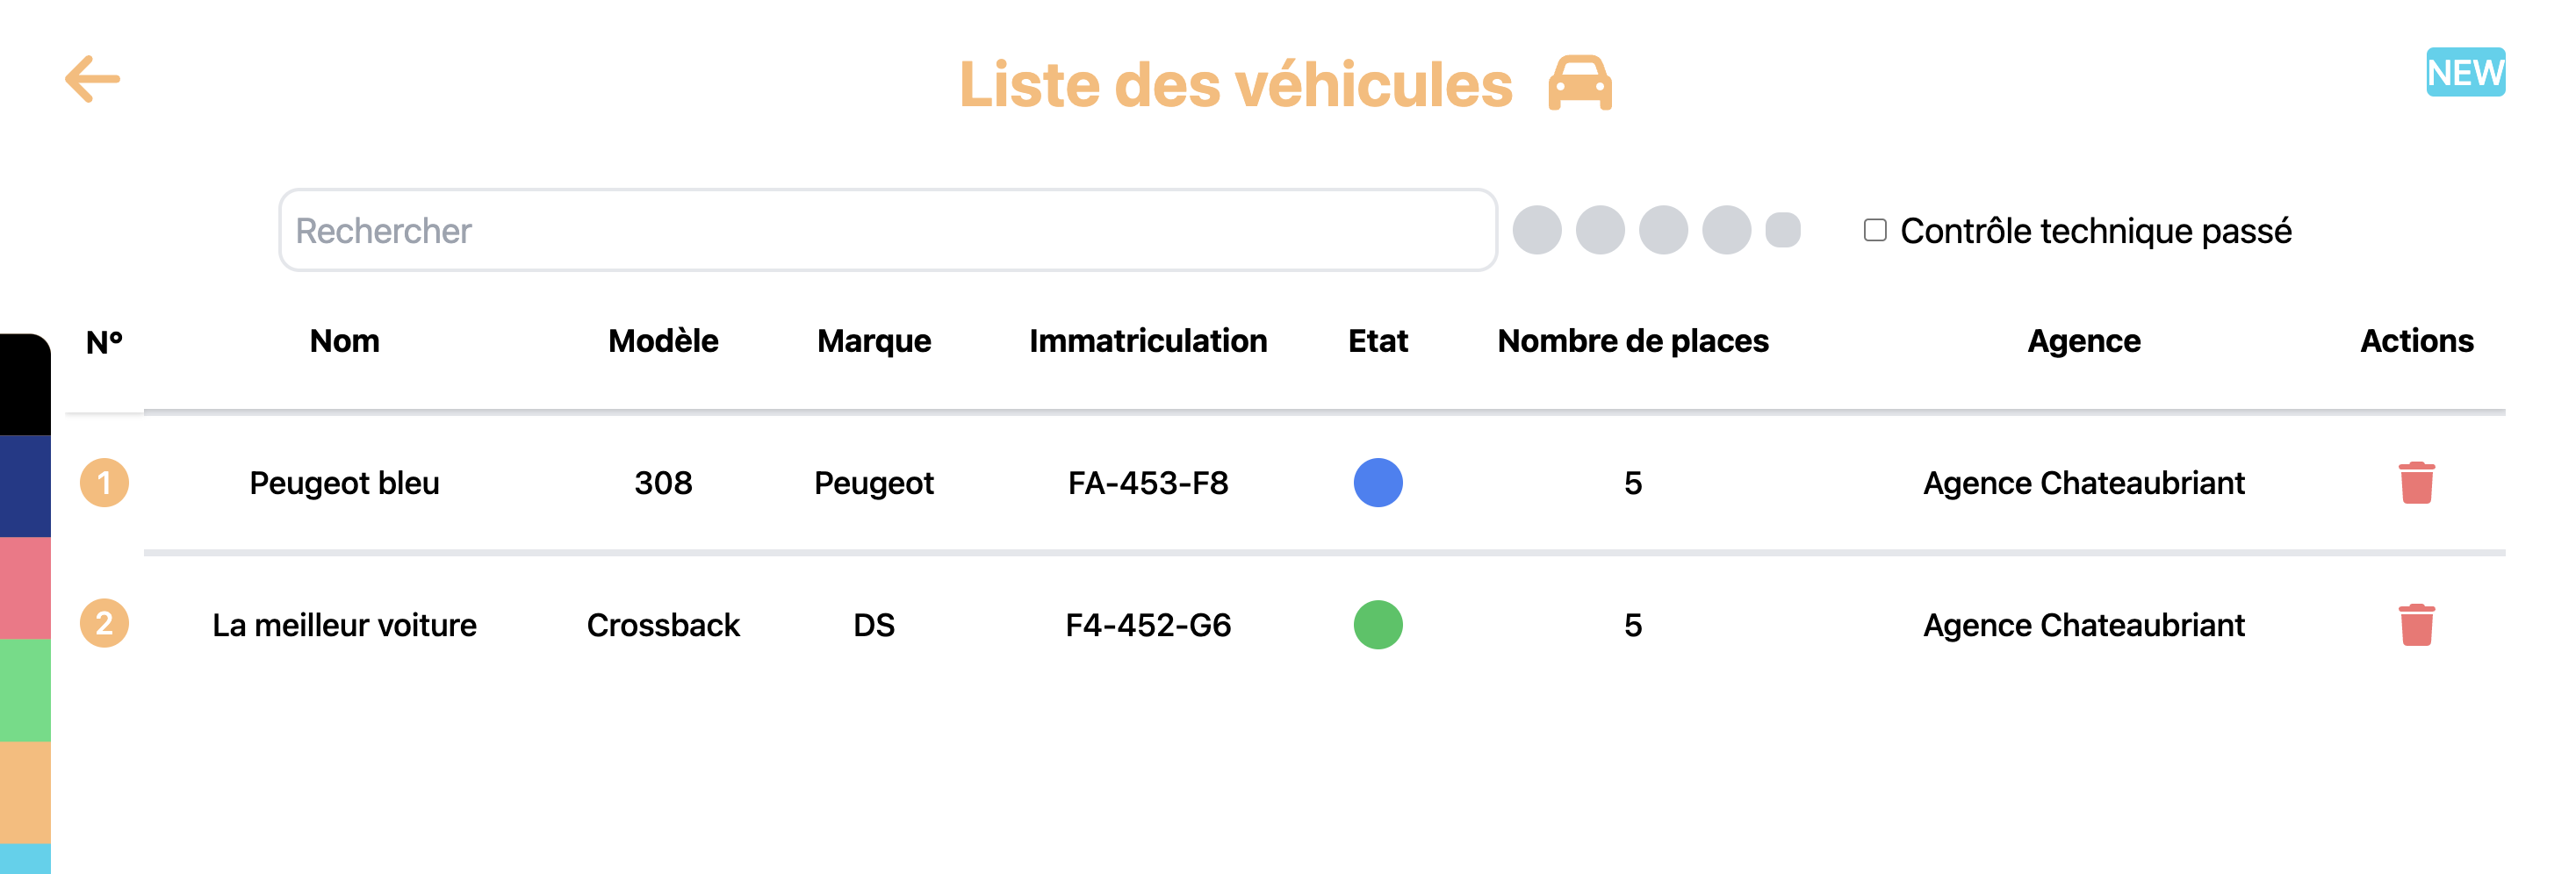 Liste des véhicules
NEW
Rechercher
Contrôle technique passé
N° Nom Modèle Marque Immatriculation Etat Nombre de places Agence Actions
1 Peugeot bleu 308 Peugeot FA-453-F8 5 Agence Chateaubriant
2 La meilleur voiture Crossback DS F4-452-G6 5 Agence Chateaubriant